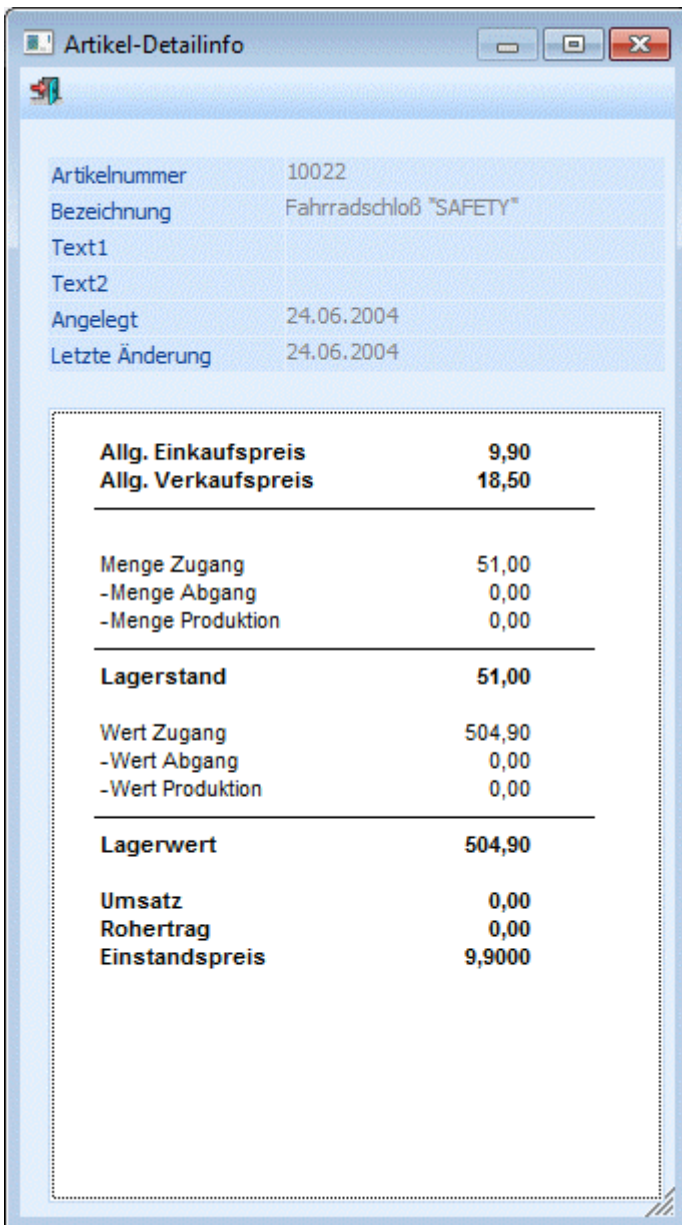 Artikel-Detailinfo
Artikelnummer 10022
Bezeichnung Fahrradschloß "SAFETY"
Text1
Text2
Angelegt 24.06.2004
Letzte Änderung 24.06.2004
Allg. Einkaufspreis 9,90
Allg. Verkaufspreis 18,50
Menge Zugang 51,00
-Menge Abgang 0,00
-Menge Produktion 0,00
Lagerstand 51,00
Wert Zugang 504,90
-Wert Abgang 0,00
-Wert Produktion 0,00
Lagerwert 504,90
Umsatz 0,00
Rohertrag 0,00
Einstandspreis 9,9000